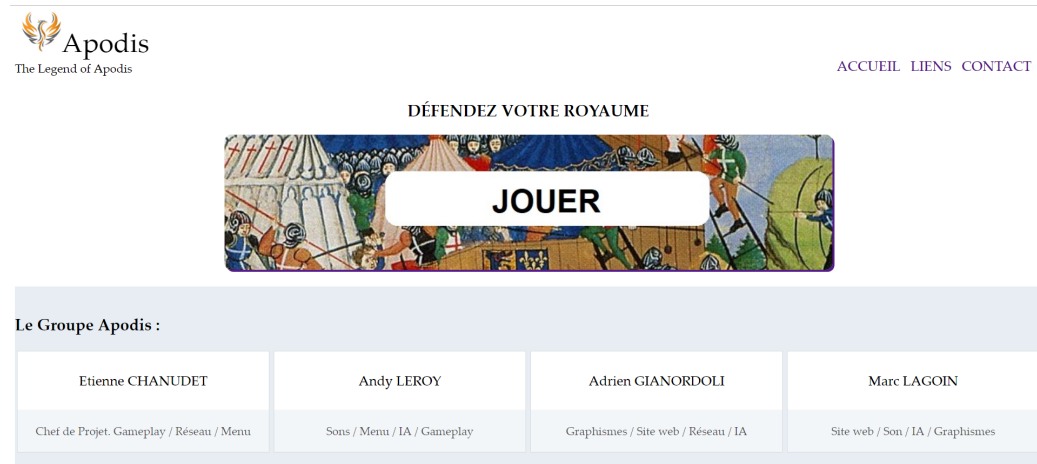 Apodis
The Legend of Apodis
ACCUEIL LIENS CONTACT
DÉFENDEZ VOTRE ROYAUME
JOUER
Le Groupe Apodis :
Etienne CHANUDET
Chef de Projet. Gameplay / Réseau / Menu
Andy LEROY
Sons / Menu / IA / Gameplay
Adrien GIANORDOLI
Graphismes / Site web / Réseau / IA
Marc LAGOIN
Site web / Son / IA / Graphismes